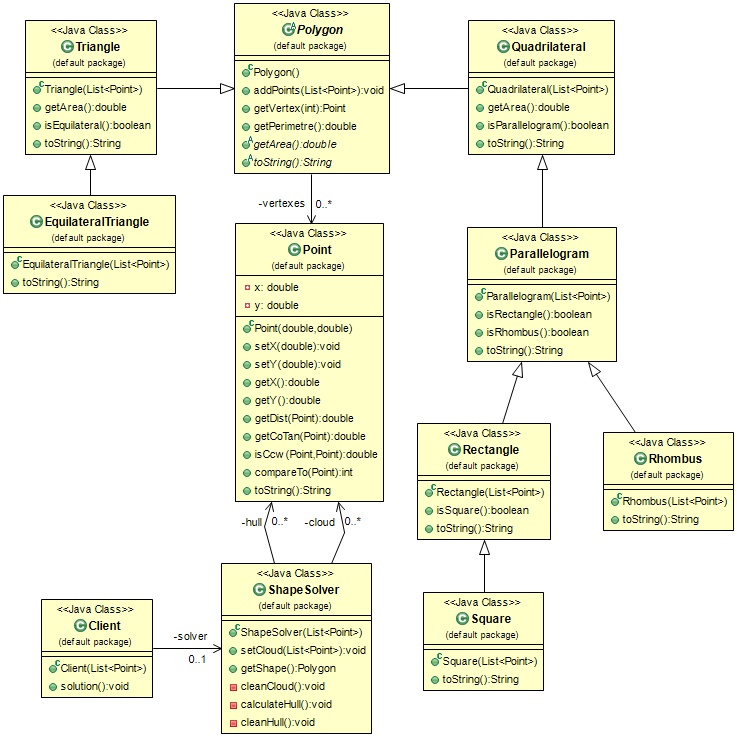 <<Java Class>>
Triangle
(default package)
Triangle(List<Point>)
getArea():double
isEquilateral():boolean
toString():String
<<Java Class>>
Polygon
(default package)
Polygon()
addPoints(List<Point>):void
getVertex(int):Point
getPerimetre():double
getArea():double
toString():String
<<Java Class>>
Quadrilateral
(default package)
Quadrilateral(List<Point>)
getArea():double
isParallelogram():boolean
toString():String
<<Java Class>>
EquilateralTriangle
(default package)
EquilateralTriangle(List<Point>)
toString():String
-vertexes 0..*
<<Java Class>>
Point
(default package)
x: double
y: double
Point(double,double)
setX(double):void
setY(double):void
getX():double
getY():double
getDist(Point):double
getCoTan(Point):double
isCcw(Point,Point):double
compareTo(Point):int
toString():String
<<Java Class>>
Parallelogram
(default package)
Parallelogram(List<Point>)
isRectangle():boolean
isRhombus():boolean
toString():String
<<Java Class>>
Rectangle
(default package)
Rectangle(List<Point>)
isSquare():boolean
toString():String
<<Java Class>>
Rhombus
(default package)
Rhombus(List<Point>)
toString():String
-hull 0..* -cloud 0..*
<<Java Class>>
ShapeSolver
(default package)
ShapeSolver(List<Point>)
setCloud(List<Point>):void
getShape():Polygon
cleanCloud():void
calculateHull():void
cleanHull():void
<<Java Class>>
Client
(default package)
Client(List<Point>)
solution():void
-solver
0..1
<<Java Class>>
Square
(default package)
Square(List<Point>)
toString():String